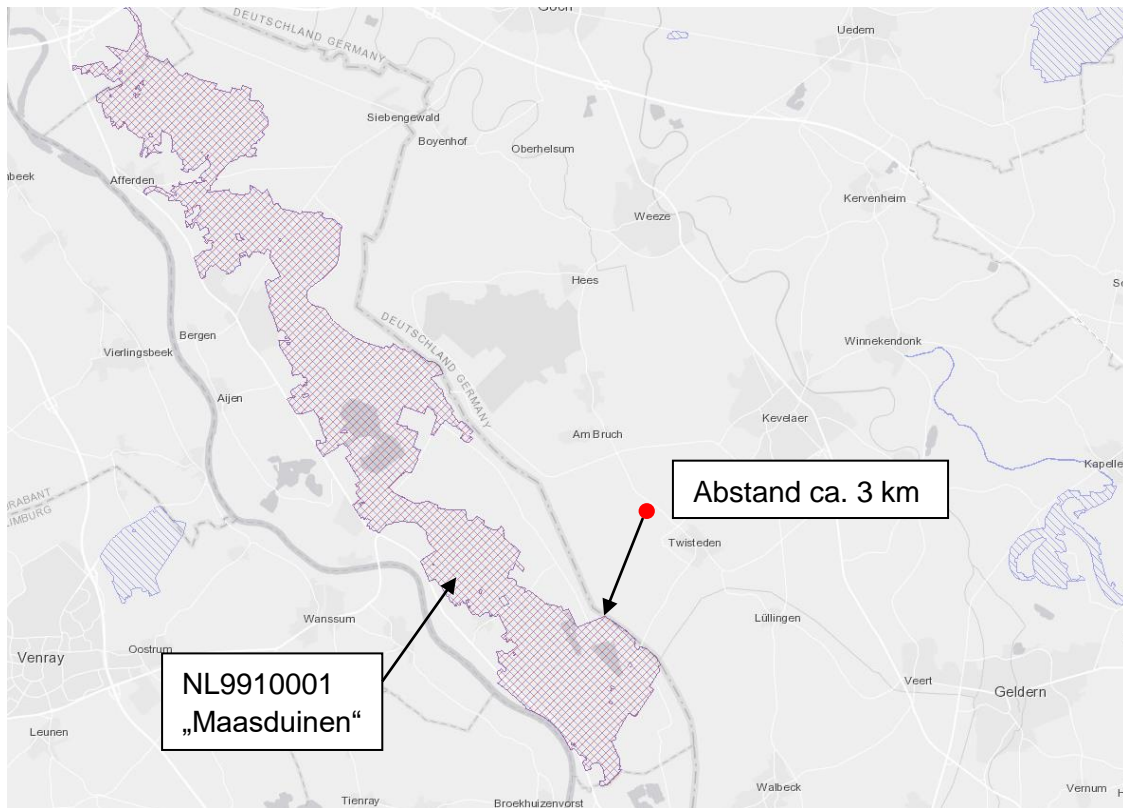 Goch
DEUTSCHLAND GERMANY
Uedem
Siebengewald
Boyenhof
Oberhelsum
Afferden
Kervenheim
Weeze
Hees
DEUTSCHLAND GERMANY
Bergen
Vierlingsbeek
Winnekendonk
Aijen
Kevelaer
Am Bruch
Kapelle
Abstand ca. 3 km
LIMBURG
Twisteden
Wanssum
Lüllingen
Oostrum
Venray
NL9910001
„Maasduinen“
Veert
Geldern
Leunen
Walbeck
Vernum
Tienray
Broekhuizenvorst